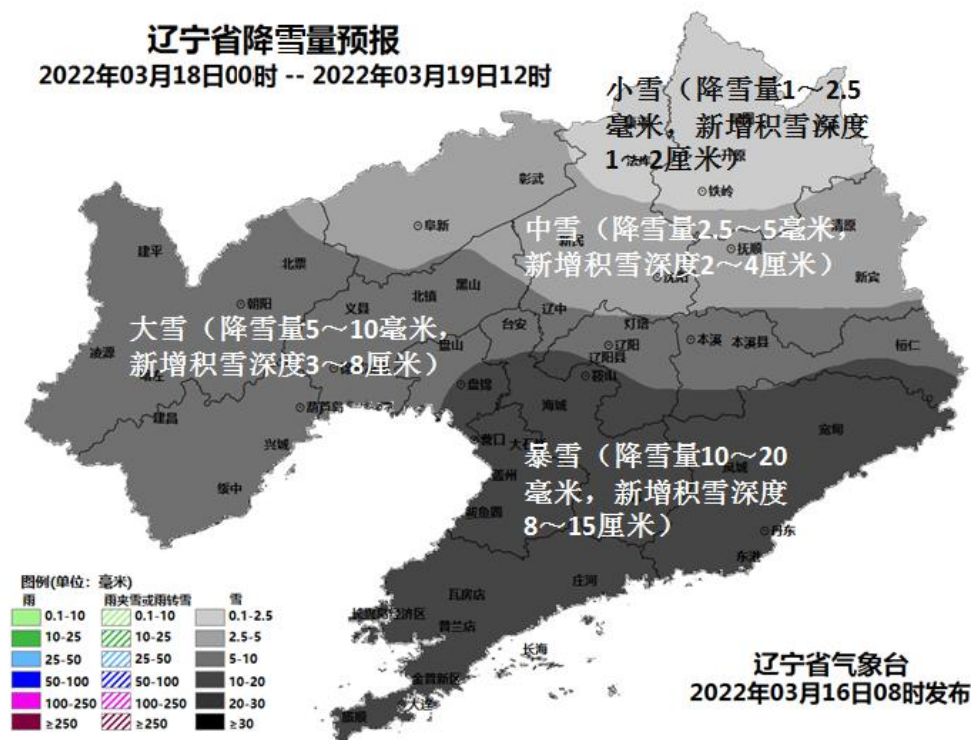 辽宁省降雪量预报
2022年03月18日00时 -- 2022年03月19日12时
小雪（降雪量1～2.5
毫米，新增积雪深度
1～2厘米）
法库
开原
铁岭
彰武
阜新
中雪（降雪量2.5～5毫米，
新增积雪深度2～4厘米）
新民
抚顺
沈阳
清原
新宾
建平
北票
朝阳
义县
北镇
黑山
台安
辽中
灯塔
辽阳
辽阳县
本溪
本溪县
桓仁
大雪（降雪量5～10毫米，
新增积雪深度3～8厘米）
凌源
盘山
建昌
葫芦岛
兴城
绥中
盘锦
鞍山
海城
营口
盖州
鲅鱼圈
宽甸
凤城
暴雪（降雪量10～20
毫米，新增积雪深度
8～15厘米）
丹东
东港
庄河
瓦房店
普兰店
长海
金普新区
大连
旅顺
图例(单位：毫米)
雨 雨夹雪或雨转雪 雪
0.1-10 0.1-10 0.1-2.5
10-25 10-25 2.5-5
25-50 25-50 5-10
50-100 50-100 10-20
100-250 100-250 20-30
≥250 ≥250 ≥30
辽宁省气象台
2022年03月16日08时发布